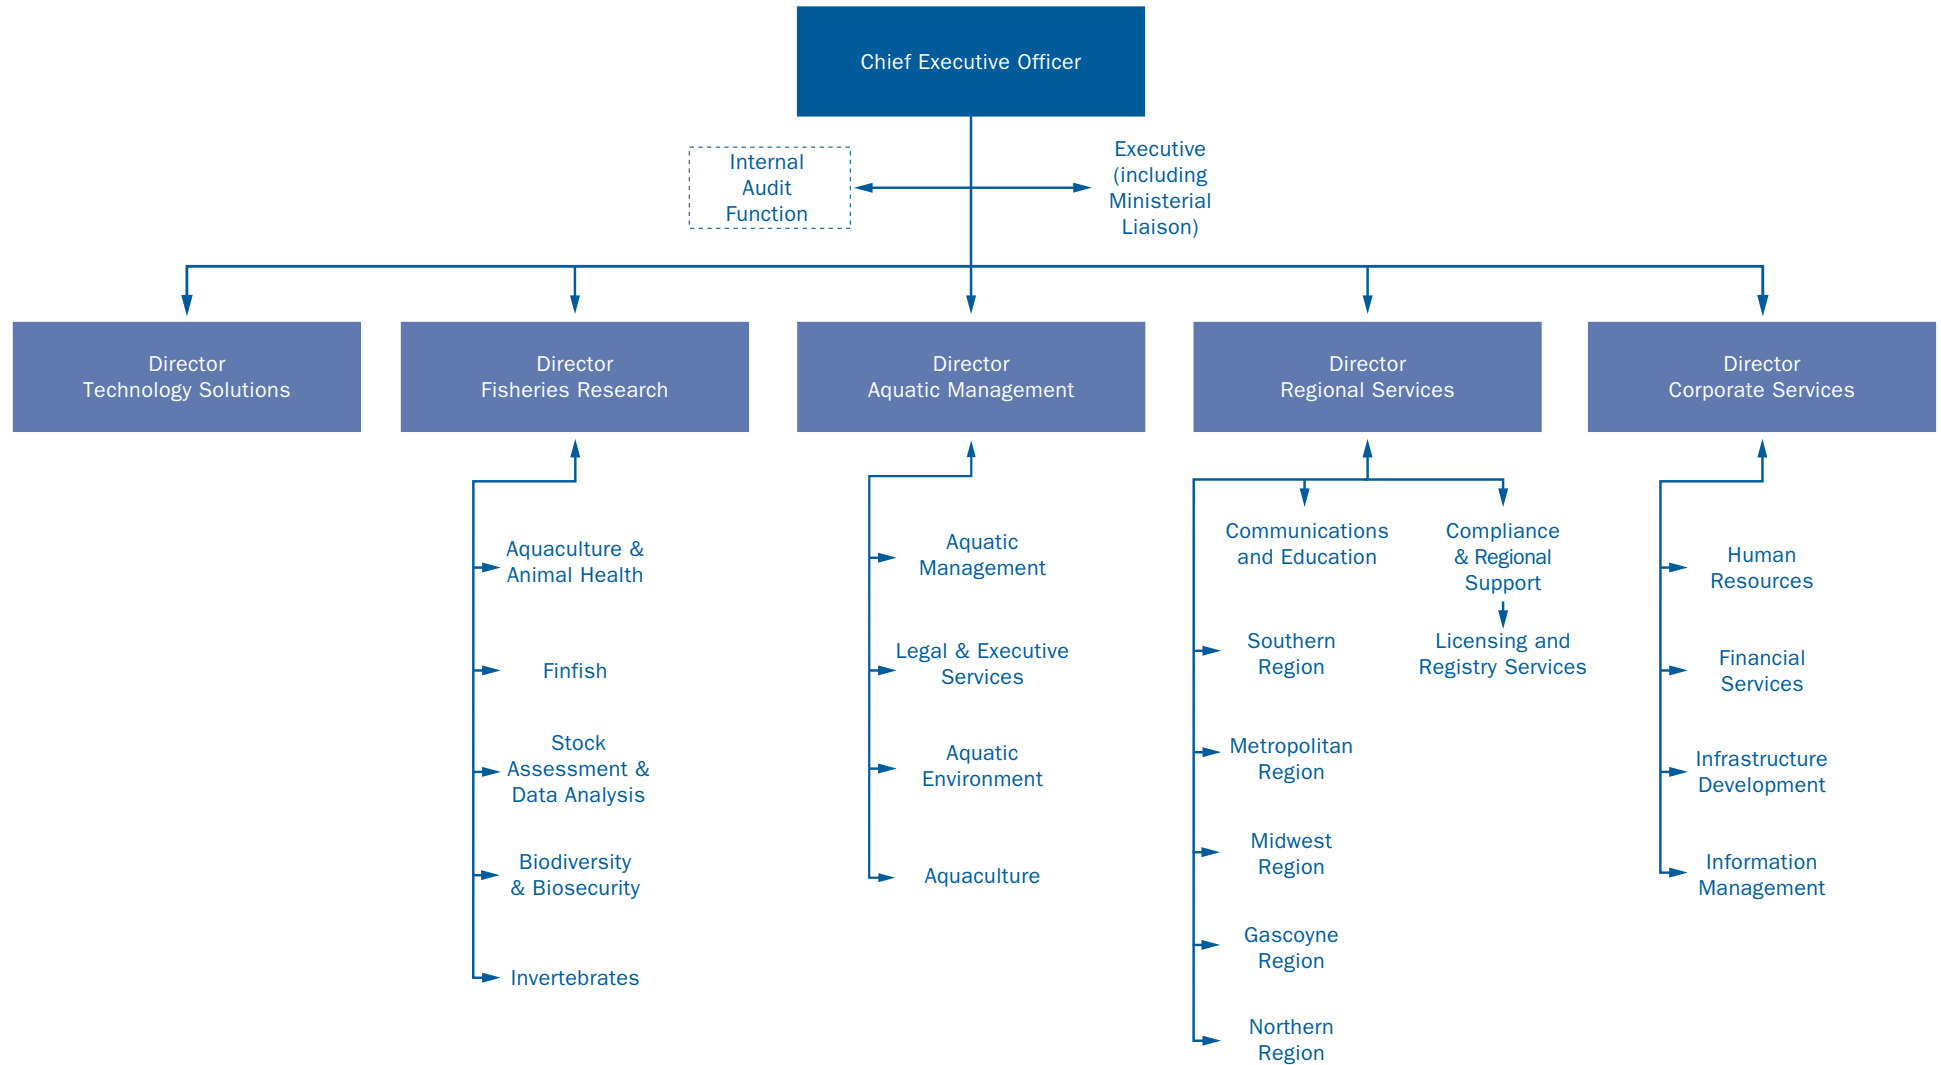 Chief Executive Officer
Internal
Audit
Function
Executive
(including
Ministerial
Liaison)
Director
Technology Solutions
Director
Fisheries Research
Director
Aquatic Management
Director
Regional Services
Director
Corporate Services
Aquaculture &
Animal Health
Finfish
Stock
Assessment &
Data Analysis
Biodiversity
& Biosecurity
Invertebrates
Aquatic
Management
Legal & Executive
Services
Aquatic
Environment
Aquaculture
Communications
and Education
Compliance
& Regional
Support
Licensing and
Registry Services
Southern
Region
Metropolitan
Region
Midwest
Region
Gascoyne
Region
Northern
Region
Human
Resources
Financial
Services
Infrastructure
Development
Information
Management